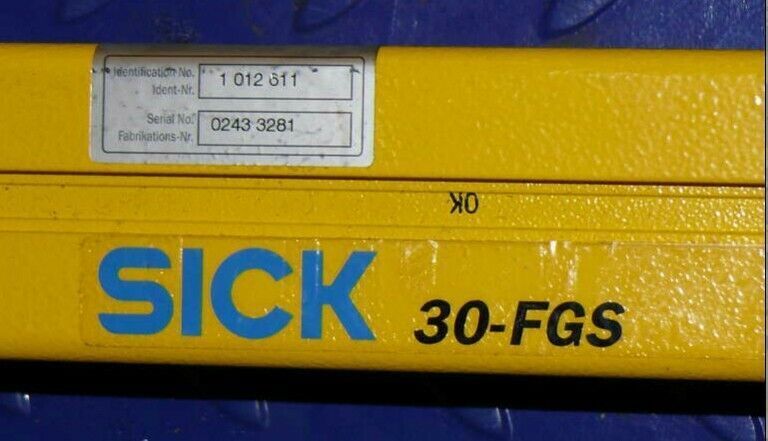 Identification No.
Ident-Nr.
1 012 611
Serial No.
Fabrikations-Nr.
0243 3281
OK
SICK
30-FGS